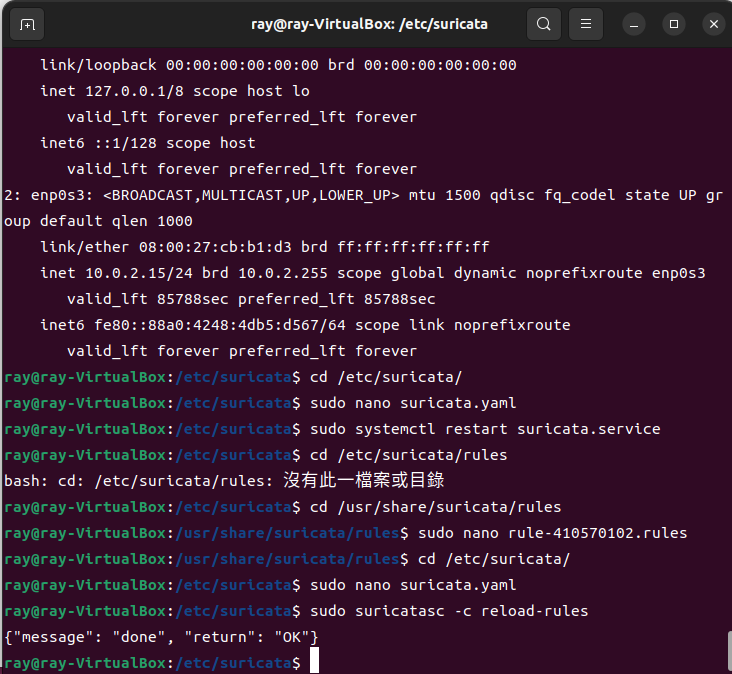 ray@ray-VirtualBox: /etc/suricata
link/loopback 00:00:00:00:00:00 brd 00:00:00:00:00:00
inet 127.0.0.1/8 scope host lo
valid_lft forever preferred_lft forever
inet6 ::1/128 scope host
valid_lft forever preferred_lft forever
2: enp0s3: <BROADCAST,MULTICAST,UP,LOWER_UP> mtu 1500 qdisc fq_codel state UP gr
oup default qlen 1000
link/ether 08:00:27:cb:b1:d3 brd ff:ff:ff:ff:ff:ff
inet 10.0.2.15/24 brd 10.0.2.255 scope global dynamic noprefixroute enp0s3
valid_lft 85788sec preferred_lft 85788sec
inet6 fe80::88a0:4248:4db5:d567/64 scope link noprefixroute
valid_lft forever preferred_lft forever
ray@ray-VirtualBox:/etc/suricata$ cd /etc/suricata/
ray@ray-VirtualBox:/etc/suricata$ sudo nano suricata.yaml
ray@ray-VirtualBox:/etc/suricata$ sudo systemctl restart suricata.service
ray@ray-VirtualBox:/etc/suricata$ cd /etc/suricata/rules
bash: cd: /etc/suricata/rules: 沒有此一檔案或目錄
ray@ray-VirtualBox:/etc/suricata$ cd /usr/share/suricata/rules
ray@ray-VirtualBox:/usr/share/suricata/rules$ sudo nano rule-410570102.rules
ray@ray-VirtualBox:/usr/share/suricata/rules$ cd /etc/suricata/
ray@ray-VirtualBox:/etc/suricata$ sudo nano suricata.yaml
ray@ray-VirtualBox:/etc/suricata$ sudo suricatasc -c reload-rules
{"message": "done", "return": "OK"}
ray@ray-VirtualBox:/etc/suricata$